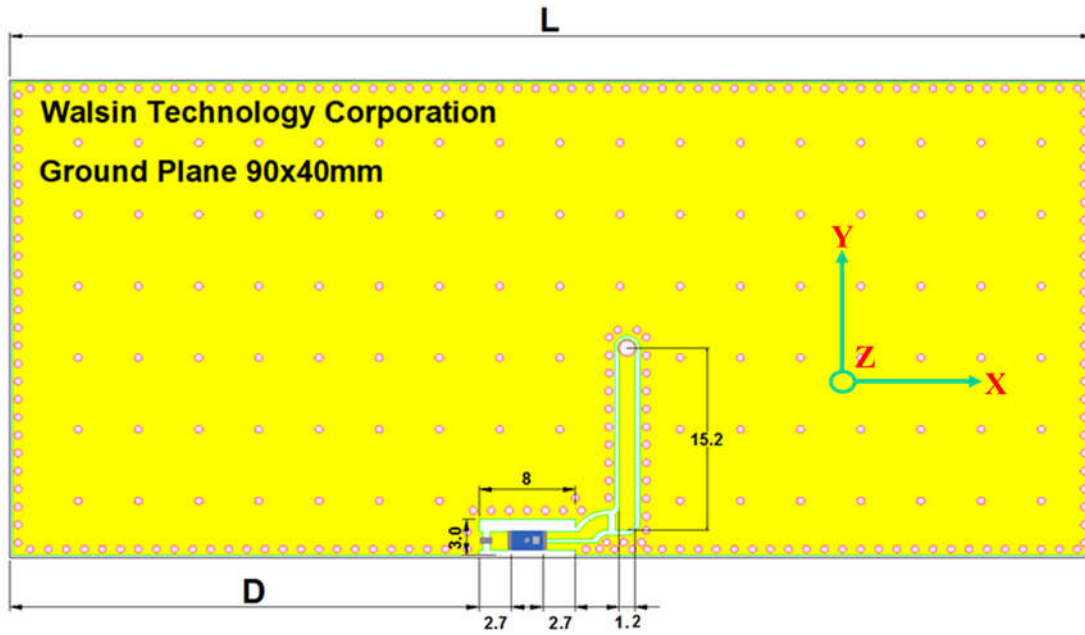 L
Walsin Technology Corporation
Ground Plane 90x40mm
Y
Z
X
15.2
8
3.0
D
2.7
2.7
1.2